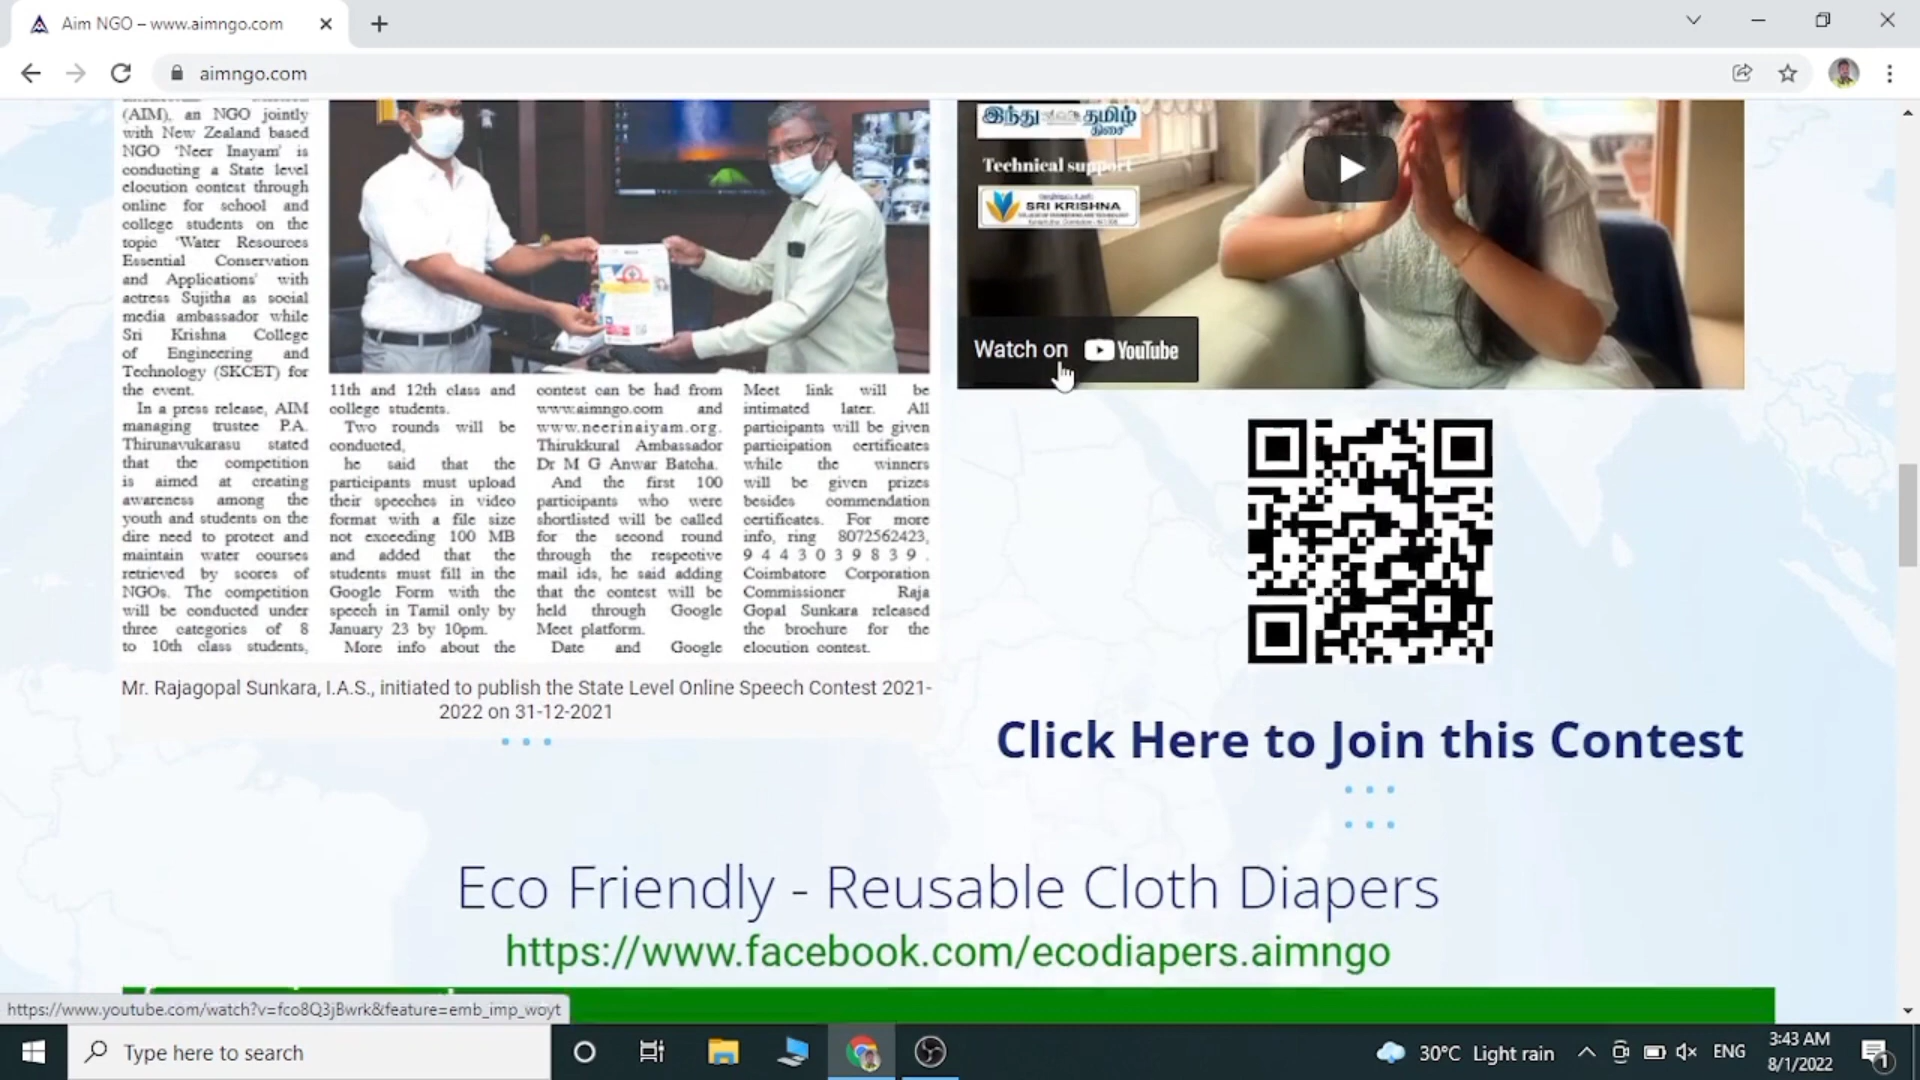 Aim NGO – www.aimngo.com
aimngo.com
(AIM), an NGO jointly
with New Zealand based
NGO 'Neer Inayam' is
conducting a State level
elocution contest through
online for school and
college students on the
topic 'Water Resources
Essential Conservation
and Applications' with
actress Sujitha as social
media ambassador while
Sri Krishna College
of Engineering and
Technology (SKCET) for
the event.
In a press release, AIM
managing trustee P.A.
Thirunavukarasu stated
that the competition
is aimed at creating
awareness among the
youth and students on the
dire need to protect and
maintain water courses
retrieved by scores of
NGOs. The competition
will be conducted under
three categories of 8
to 10th class students,
11th and 12th class and
college students.
Two rounds will be
conducted,
he said that the
participants must upload
their speeches in video
format with a file size
not exceeding 100 MB
and added that the
students must fill in the
Google Form with the
speech in Tamil only by
January 23 by 10pm.
More info about the
contest can be had from
www.aimngo.com and
www.neerinaiyam.org.
Thirukkural Ambassador
Dr M G Anwar Batcha.
And the first 100
participants who were
shortlisted will be called
for the second round
through the respective
mail ids, he said adding
that the contest will be
held through Google
Meet platform.
Date and Google
Meet link will be
intimated later. All
participants will be given
participation certificates
while the winners
will be given prizes
besides commendation
certificates. For more
info, ring 8072562423,
9443039839.
Coimbatore Corporation
Commissioner Raja
Gopal Sunkara released
the brochure for the
elocution contest.
Mr. Rajagopal Sunkara, I.A.S., initiated to publish the State Level Online Speech Contest 2021-
2022 on 31-12-2021
இந்து தமிழ்
திசை
Technical support
SRI KRISHNA
Watch on YouTube
Click Here to Join this Contest
Eco Friendly - Reusable Cloth Diapers
https://www.facebook.com/ecodiapers.aimngo
https://www.youtube.com/watch?v=fco8Q3jBwrk&feature=emb_imp_woyt
Type here to search
30°C Light rain
ENG
3:43 AM
8/1/2022
1